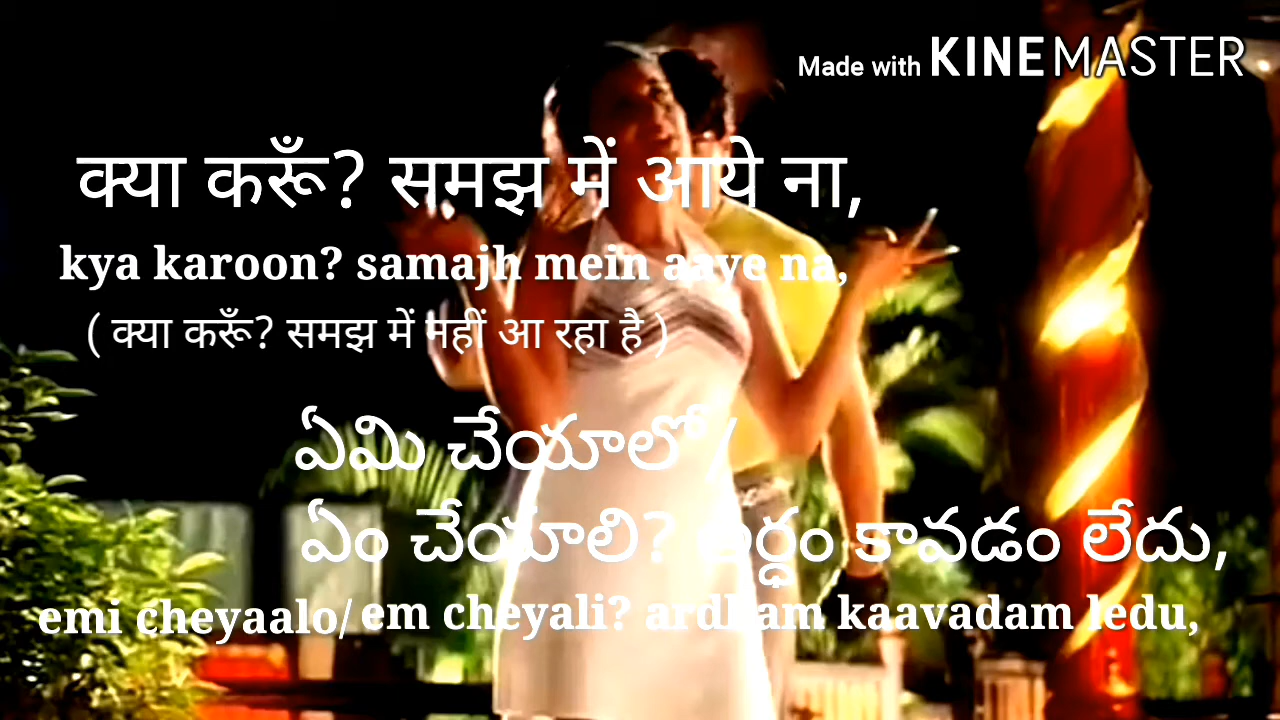 Made with KINEMASTER
क्या करूँ? समझ में आये ना,
kya karoon? samajh mein aaye na,
( क्या करूँ? समझ में नहीं आ रहा है )
ఏమి చేయాలో /
ఏం చేయాలి? అర్ధం కావడం లేదు,
emi cheyaalo/ em cheyali? ardham kaavadam ledu,